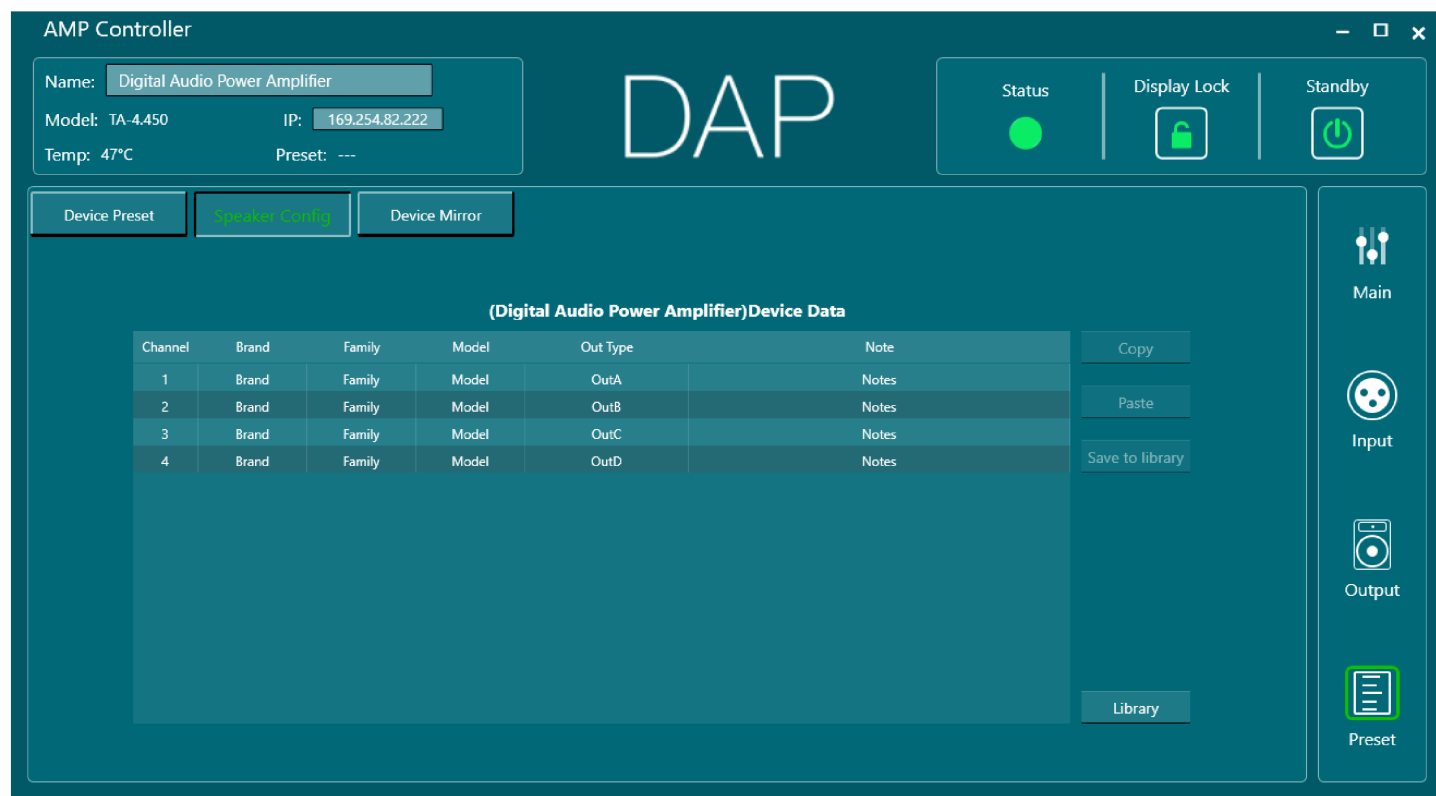 AMP Controller
Name: Digital Audio Power Amplifier
Model: TA-4.450 IP: 169.254.82.222
Temp: 47°C Preset: ---
DAP
Status Display Lock Standby
Device Preset Speaker Config Device Mirror
(Digital Audio Power Amplifier)Device Data
Channel Brand Family Model Out Type Note
1 Brand Family Model OutA Notes
2 Brand Family Model OutB Notes
3 Brand Family Model OutC Notes
4 Brand Family Model OutD Notes
Copy
Paste
Save to library
Library
Main
Input
Output
Preset